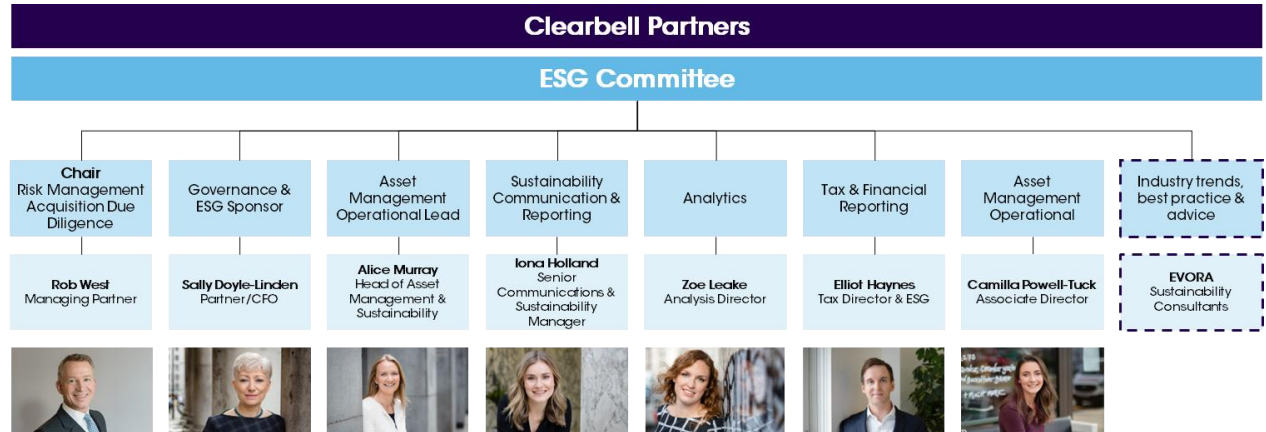 Clearbell Partners
ESG Committee
Chair
Risk Management
Acquisition Due
Diligence
Governance &
ESG Sponsor
Asset
Management
Operational Lead
Sustainability
Communication &
Reporting
Analytics
Tax & Financial
Reporting
Asset
Management
Operational
Industry trends,
best practice &
advice
Rob West
Managing Partner
Sally Doyle-Linden
Partner/CFO
Alice Murray
Head of Asset
Management &
Sustainability
Iona Holland
Senior
Communications &
Sustainability
Manager
Zoe Leake
Analysis Director
Elliot Haynes
Tax Director & ESG
Camilla Powell-Tuck
Associate Director
EVORA
Sustainability
Consultants